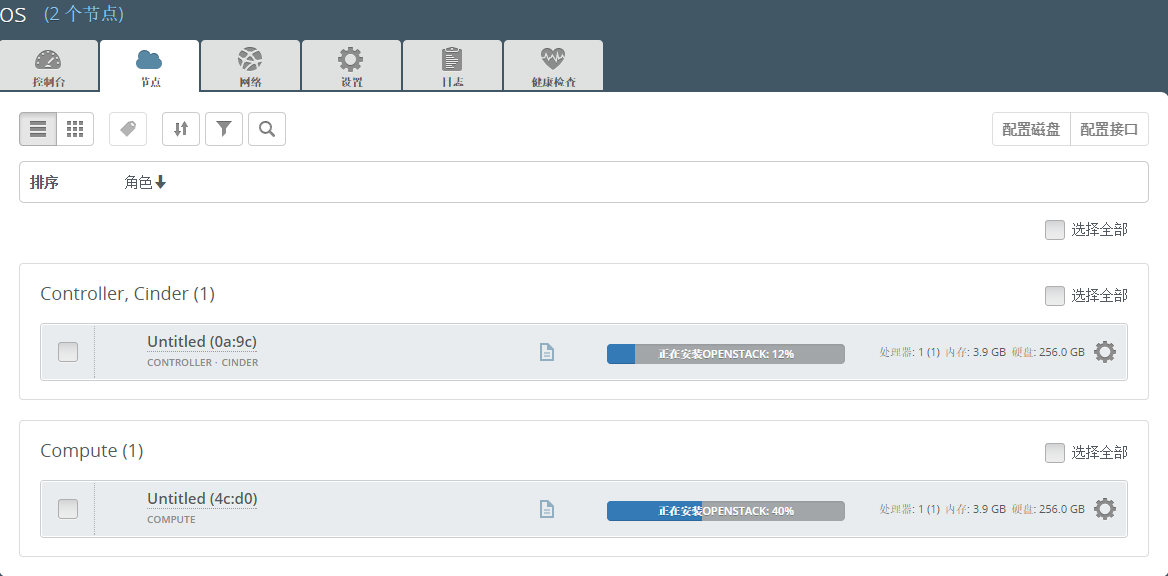 OS (2 个节点)
控制台 节点 网络 设置 日志 健康检查
配置磁盘 配置接口
排序 角色
选择全部
Controller, Cinder (1) 选择全部
Untitled (0a:9c)
CONTROLLER · CINDER
正在安装OPENSTACK: 12%
处理器: 1 (1) 内存: 3.9 GB 硬盘: 256.0 GB
Compute (1) 选择全部
Untitled (4c:d0)
COMPUTE
正在安装OPENSTACK: 40%
处理器: 1 (1) 内存: 3.9 GB 硬盘: 256.0 GB